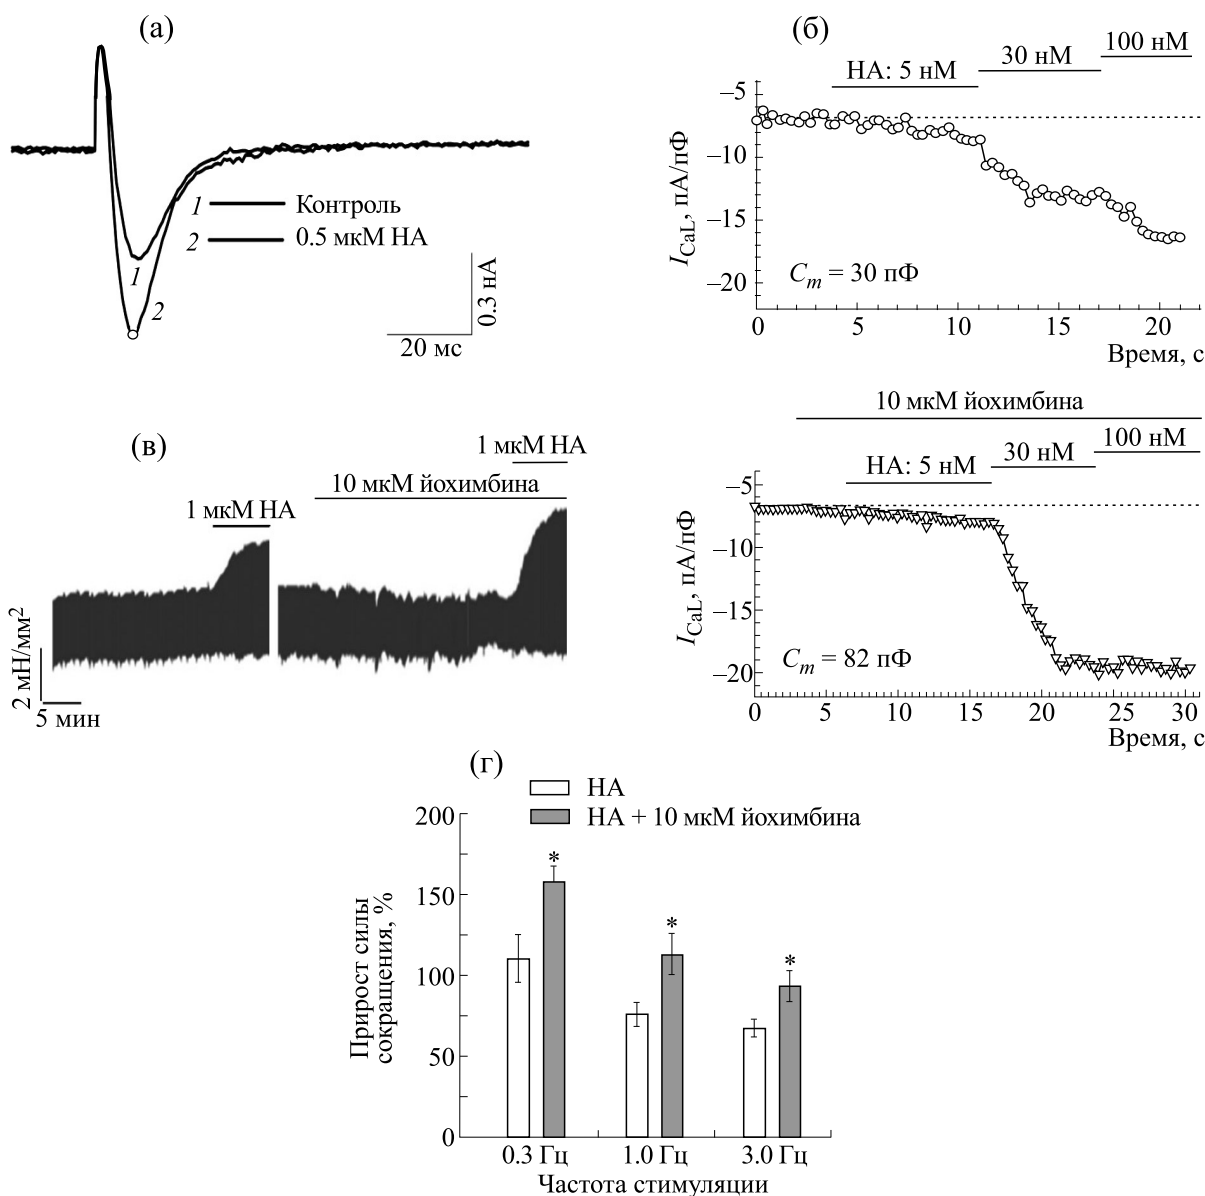 (а)
1 Контроль
2 0.5 мкМ НА
1
2
0.3 нА
20 мс
(б)
100 нМ
30 нМ
НА: 5 нМ
–5
–10
–15
–20
I_CaL, пА/пФ
C_m = 30 пФ
0 5 10 15 20
Время, с
10 мкМ йохимбина
100 нМ
30 нМ
НА: 5 нМ
–5
–10
–15
–20
I_CaL, пА/пФ
C_m = 82 пФ
0 5 10 15 20 25 30
Время, с
(в)
1 мкМ НА
10 мкМ йохимбина
1 мкМ НА
2 мН/мм²
5 мин
(г)
НА
НА + 10 мкМ йохимбина
200
150
100
50
0
Прирост силы
сокращения, %
* * *
0.3 Гц 1.0 Гц 3.0 Гц
Частота стимуляции